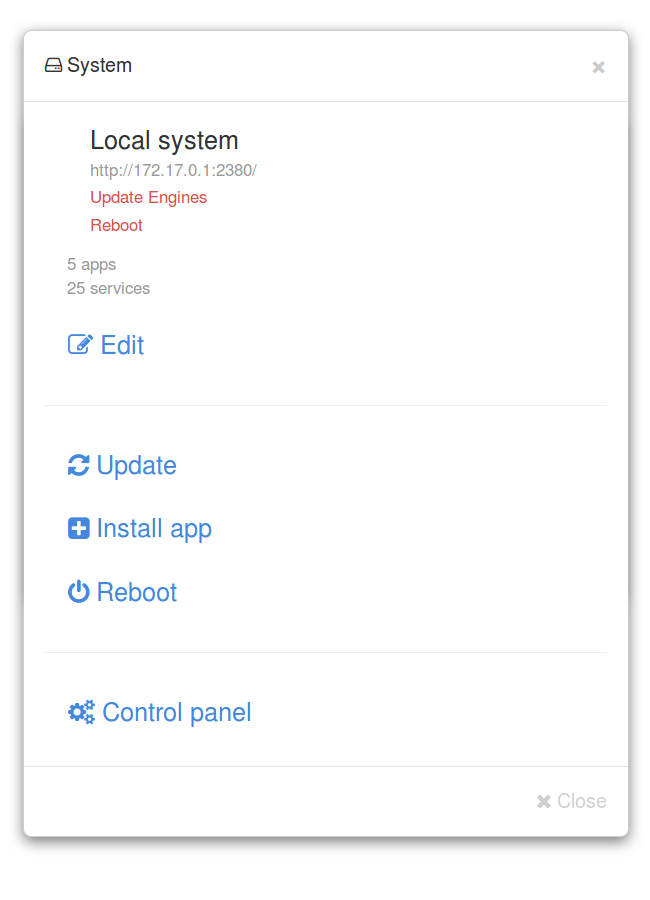 System
Local system
http://172.17.0.1:2380/
Update Engines
Reboot
5 apps
25 services
Edit
Update
Install app
Reboot
Control panel
Close